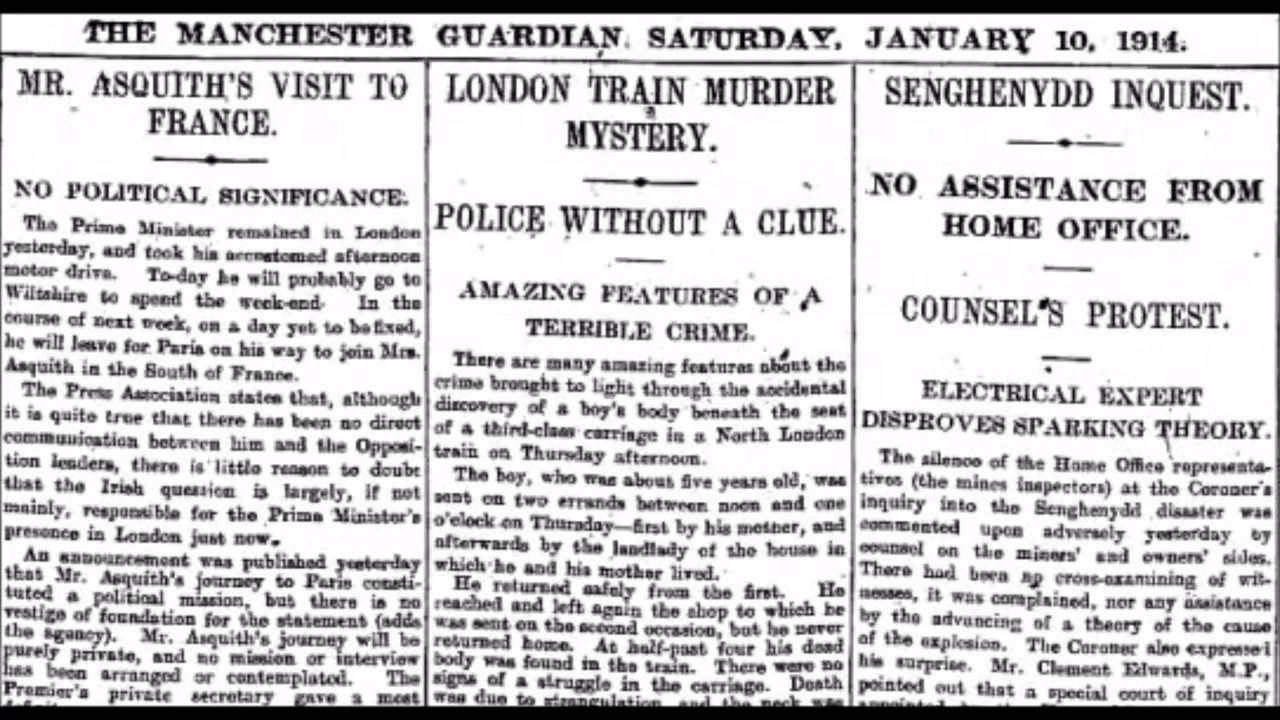 THE MANCHESTER GUARDIAN, SATURDAY, JANUARY 10, 1914.
MR. ASQUITH'S VISIT TO
FRANCE.
NO POLITICAL SIGNIFICANCE.
The Prime Minister remained in London
yesterday, and took his accustomed afternoon
motor drive. To-day he will probably go to
Wiltshire to spend the week-end. In the
course of next week, on a day yet to be fixed,
he will leave for Paris on his way to join Mrs.
Asquith in the South of France.
The Press Association states that, although
it is quite true that there has been no direct
communication between him and the Opposi-
tion leaders, there is little reason to doubt
that the Irish question is largely, if not
mainly, responsible for the Prime Minister's
presence in London just now.
An announcement was published yesterday
that Mr. Asquith's journey to Paris consti-
tuted a political mission, but there is no
vestige of foundation for the statement (adds
the agency). Mr. Asquith's journey will be
purely private, and no mission or interview
has been arranged or contemplated. The
Premier's private secretary gave a most
LONDON TRAIN MURDER
MYSTERY.
POLICE WITHOUT A CLUE.
AMAZING FEATURES OF A
TERRIBLE CRIME.
There are many amazing features about the
crime brought to light through the accidental
discovery of a boy's body beneath the seat
of a third-class carriage in a North London
train on Thursday afternoon.
The boy, who was about five years old, was
sent on two errands between noon and one
o'clock on Thursday—first by his mother, and
afterwards by the landlady of the house in
which he and his mother lived.
He returned safely from the first. He
reached and left again the shop to which he
was sent on the second occasion, but he never
returned home. At half-past four his dead
body was found in the train. There were no
signs of a struggle in the carriage. Death
was due to strangulation, and the neck was
SENGHENYDD INQUEST.
NO ASSISTANCE FROM
HOME OFFICE.
COUNSEL'S PROTEST.
ELECTRICAL EXPERT
DISPROVES SPARKING THEORY.
The silence of the Home Office representa-
tives (the mines inspectors) at the Coroner's
inquiry into the Senghenydd disaster was
commented upon adversely yesterday by
counsel on the miners' and owners' sides.
There had been no cross-examining of wit-
nesses, it was complained, nor any assistance
by the advancing of a theory of the cause
of the explosion. The Coroner also expressed
his surprise. Mr. Clement Edwards, M.P.,
pointed out that a special court of inquiry